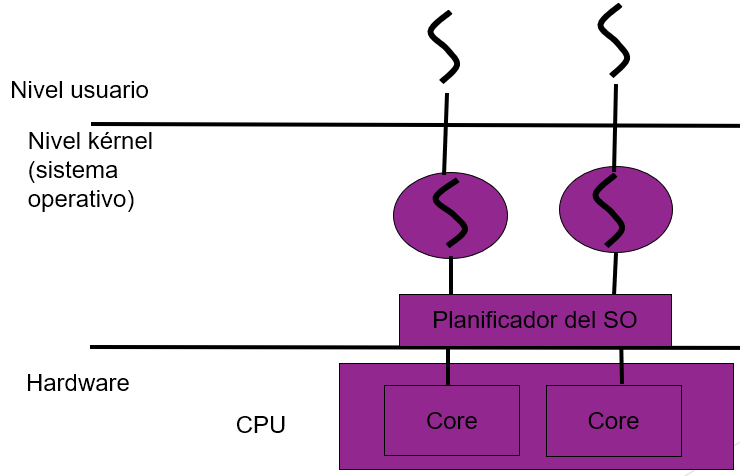 Nivel usuario
Nivel kérnel
(sistema
operativo)
Planificador del SO
Hardware
CPU
Core
Core